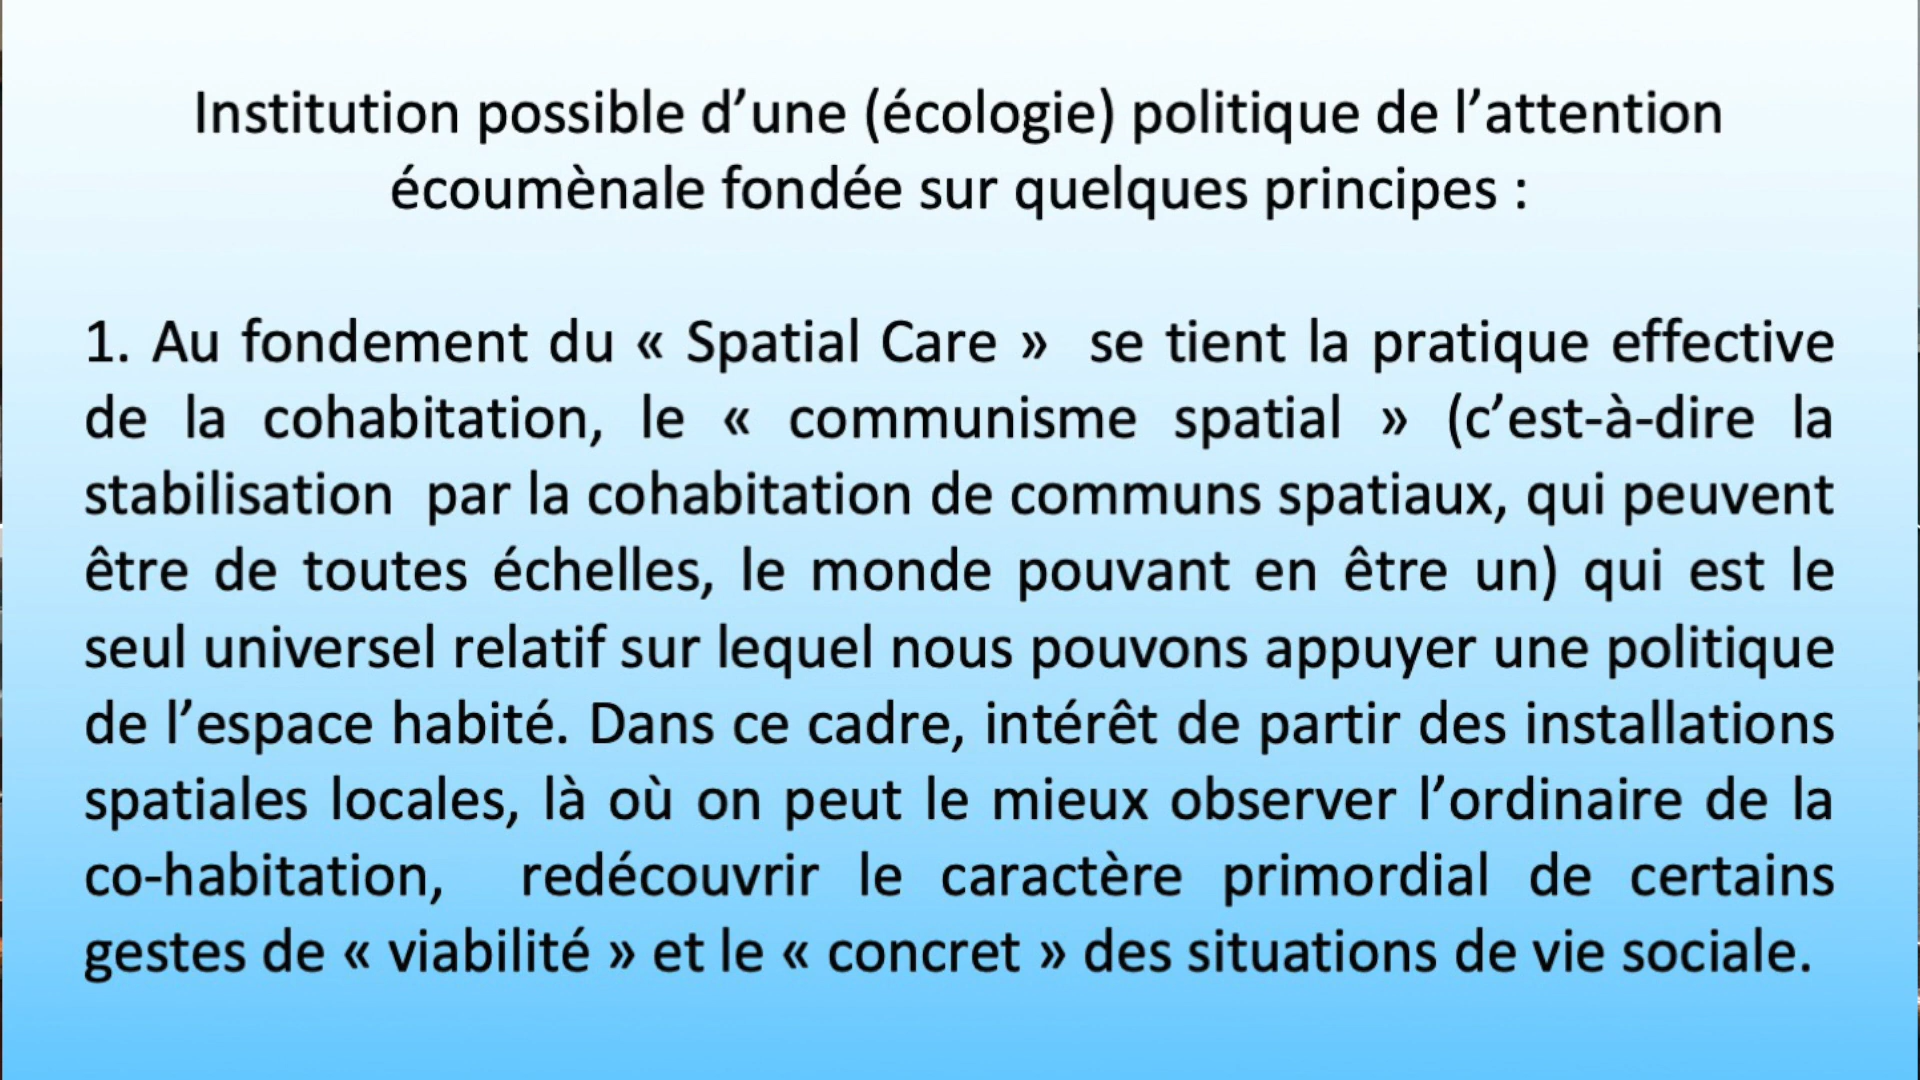 Institution possible d’une (écologie) politique de l’attention
écoumènale fondée sur quelques principes :
1. Au fondement du « Spatial Care » se tient la pratique effective
de la cohabitation, le « communisme spatial » (c’est-à-dire la
stabilisation par la cohabitation de communs spatiaux, qui peuvent
être de toutes échelles, le monde pouvant en être un) qui est le
seul universel relatif sur lequel nous pouvons appuyer une politique
de l’espace habité. Dans ce cadre, intérêt de partir des installations
spatiales locales, là où on peut le mieux observer l’ordinaire de la
co-habitation, redécouvrir le caractère primordial de certains
gestes de « viabilité » et le « concret » des situations de vie sociale.